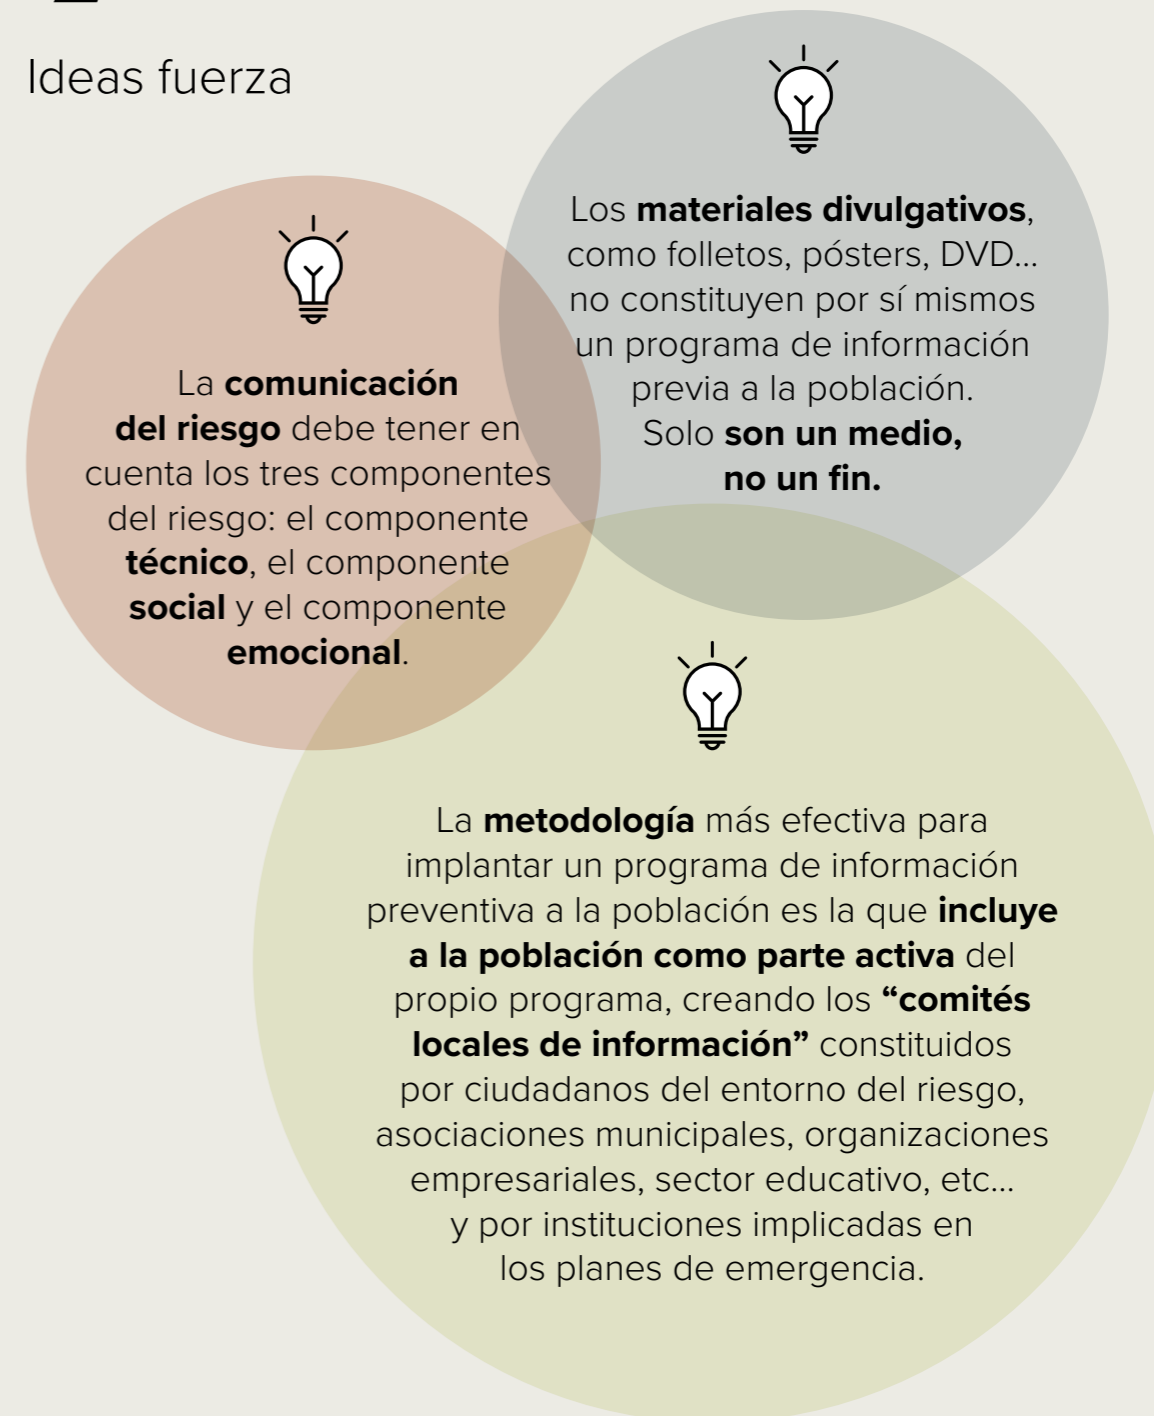 Ideas fuerza
Los materiales divulgativos,
como folletos, pósters, DVD...
no constituyen por sí mismos
un programa de información
previa a la población.
Solo son un medio,
no un fin.
La comunicación
del riesgo debe tener en
cuenta los tres componentes
del riesgo: el componente
técnico, el componente
social y el componente
emocional.
La metodología más efectiva para
implantar un programa de información
preventiva a la población es la que incluye
a la población como parte activa del
propio programa, creando los “comités
locales de información” constituidos
por ciudadanos del entorno del riesgo,
asociaciones municipales, organizaciones
empresariales, sector educativo, etc...
y por instituciones implicadas en
los planes de emergencia.